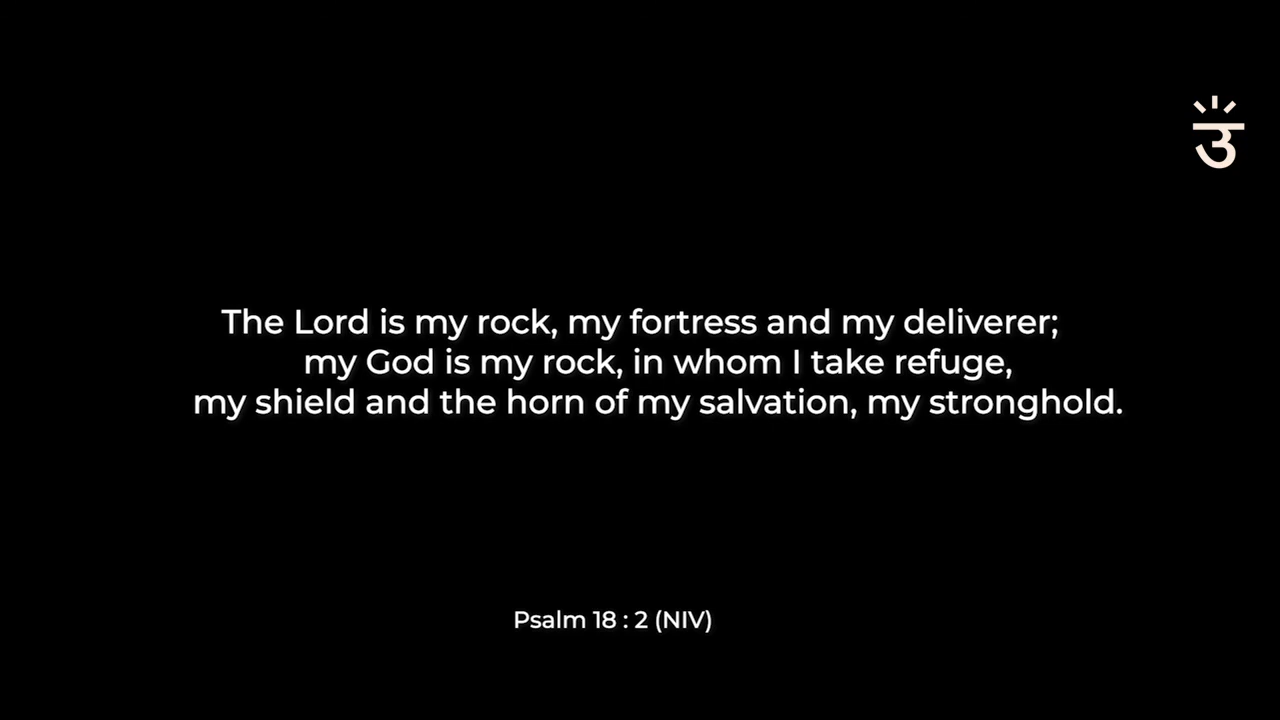 उ
The Lord is my rock, my fortress and my deliverer;
my God is my rock, in whom I take refuge,
my shield and the horn of my salvation, my stronghold.
Psalm 18 : 2 (NIV)